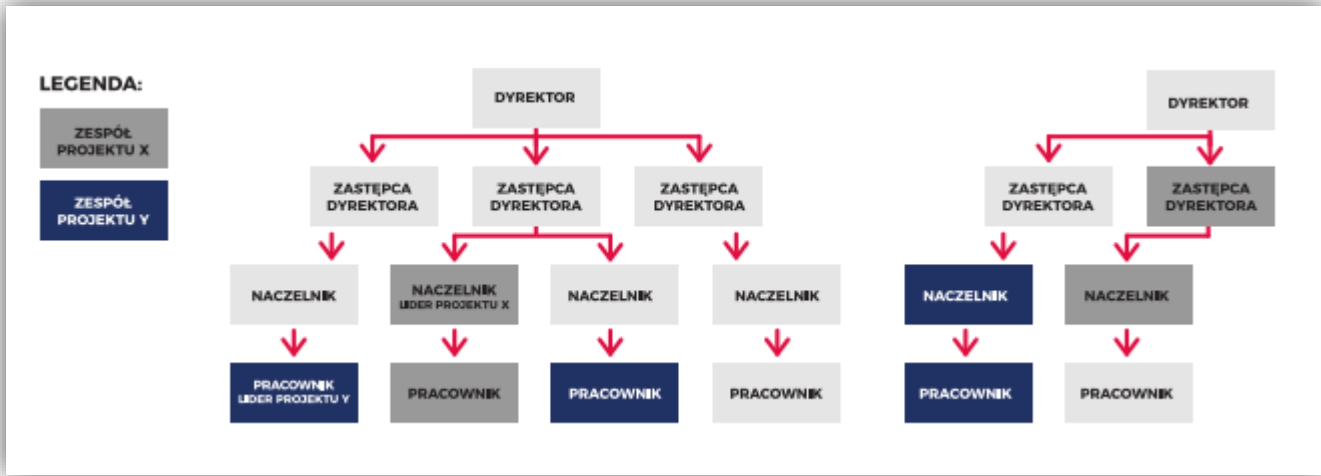 LEGENDA:
ZESPÓŁ
PROJEKTU X
ZESPÓŁ
PROJEKTU Y
DYREKTOR
ZASTĘPCA
DYREKTORA
ZASTĘPCA
DYREKTORA
ZASTĘPCA
DYREKTORA
NACZELNIK
NACZELNIK
LIDER PROJEKTU X
NACZELNIK
NACZELNIK
PRACOWNIK
LIDER PROJEKTU Y
PRACOWNIK
PRACOWNIK
PRACOWNIK
DYREKTOR
ZASTĘPCA
DYREKTORA
ZASTĘPCA
DYREKTORA
NACZELNIK
NACZELNIK
PRACOWNIK
PRACOWNIK